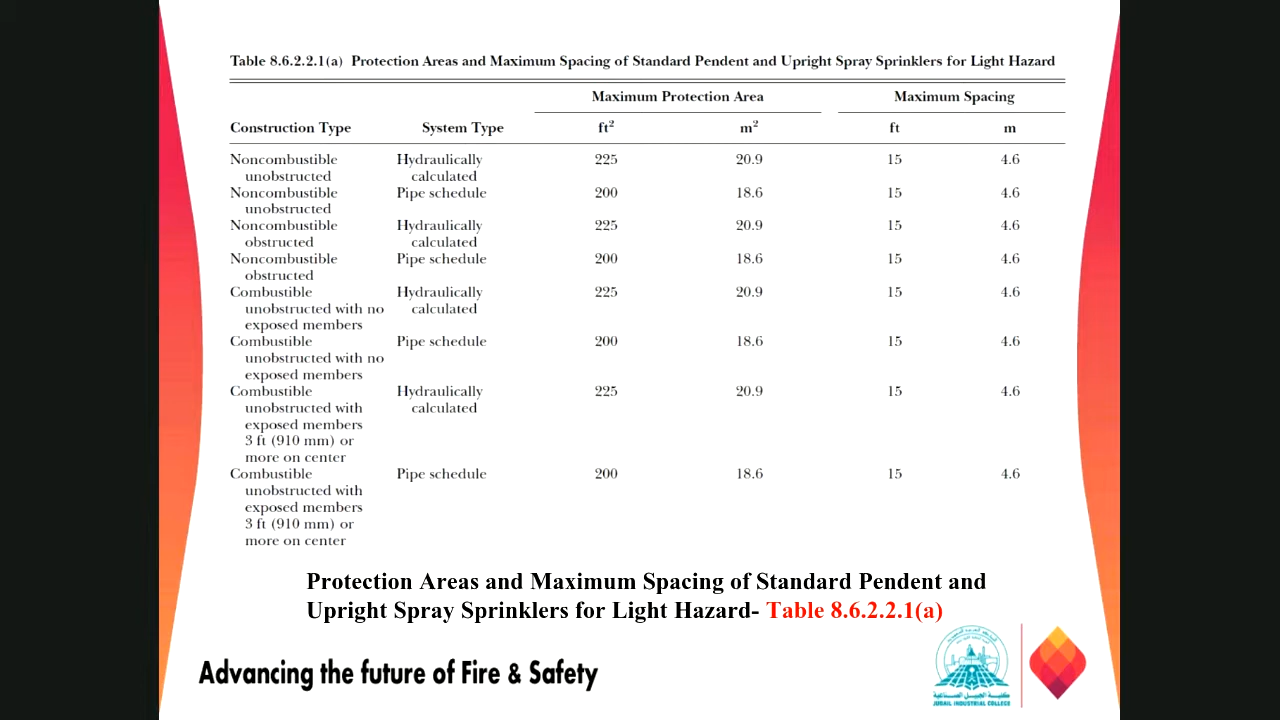 Table 8.6.2.2.1(a) Protection Areas and Maximum Spacing of Standard Pendent and Upright Spray Sprinklers for Light Hazard
Maximum Protection Area Maximum Spacing
Construction Type System Type ft² m² ft m
Noncombustible Hydraulically 225 20.9 15 4.6
unobstructed calculated
Noncombustible Pipe schedule 200 18.6 15 4.6
unobstructed
Noncombustible Hydraulically 225 20.9 15 4.6
obstructed calculated
Noncombustible Pipe schedule 200 18.6 15 4.6
obstructed
Combustible Hydraulically 225 20.9 15 4.6
unobstructed with no calculated
exposed members
Combustible Pipe schedule 200 18.6 15 4.6
unobstructed with no
exposed members
Combustible Hydraulically 225 20.9 15 4.6
unobstructed with calculated
exposed members
3 ft (910 mm) or
more on center
Combustible Pipe schedule 200 18.6 15 4.6
unobstructed with
exposed members
3 ft (910 mm) or
more on center
Protection Areas and Maximum Spacing of Standard Pendent and
Upright Spray Sprinklers for Light Hazard- Table 8.6.2.2.1(a)
Advancing the future of Fire & Safety
كلية الجبيل الصناعية
JUBAIL INDUSTRIAL COLLEGE